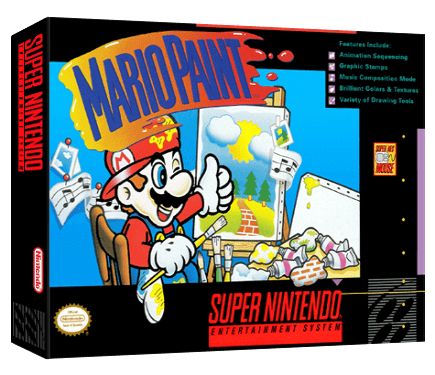 SUPER NINTENDO
Nintendo
MARIO PAINT
Features Include:
Animation Sequencing
Graphic Stamps
Music Composition Mode
Brilliant Colors & Textures
Variety of Drawing Tools
M
SUPER NES
MOUSE
Nintendo
SUPER NINTENDO
ENTERTAINMENT SYSTEM